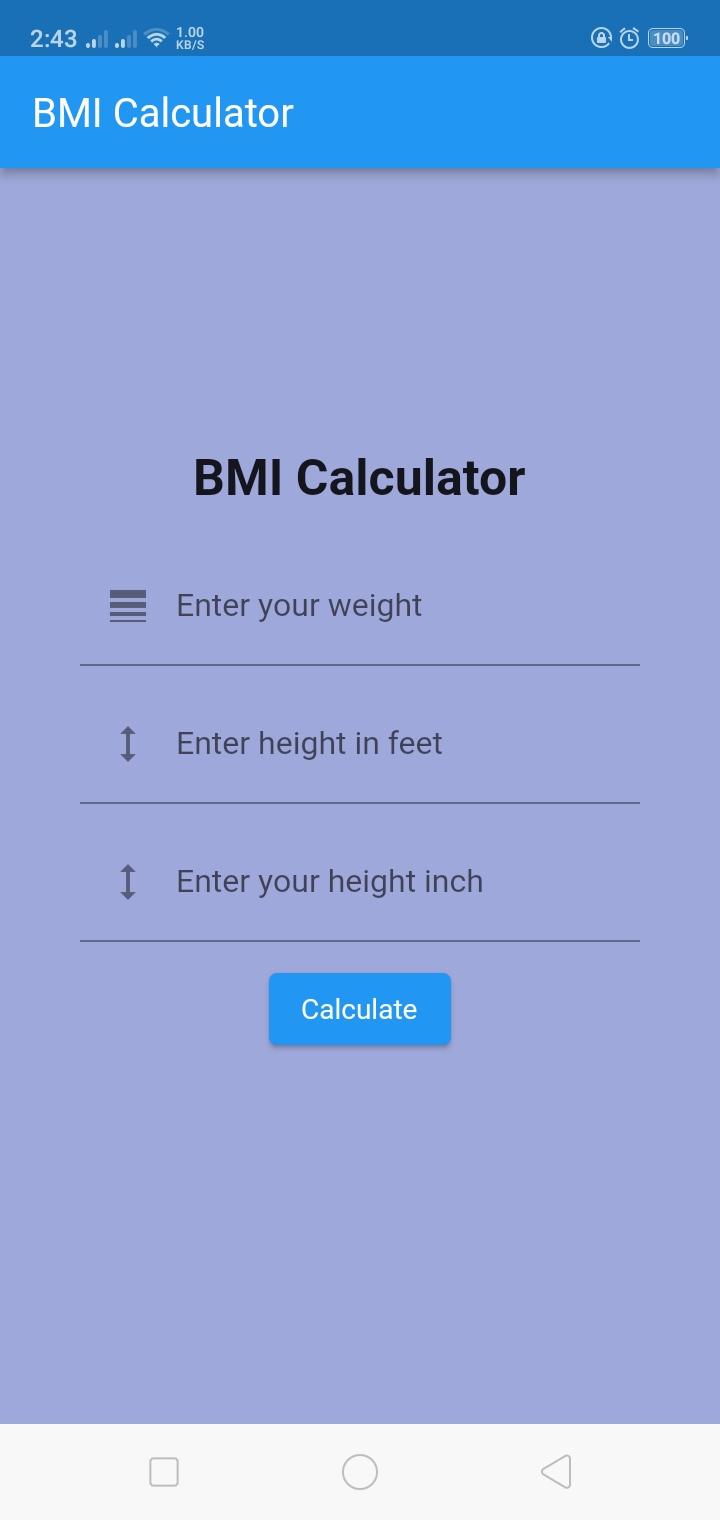 2:43 1.00 KB/S 100
BMI Calculator
BMI Calculator
Enter your weight
Enter height in feet
Enter your height inch
Calculate